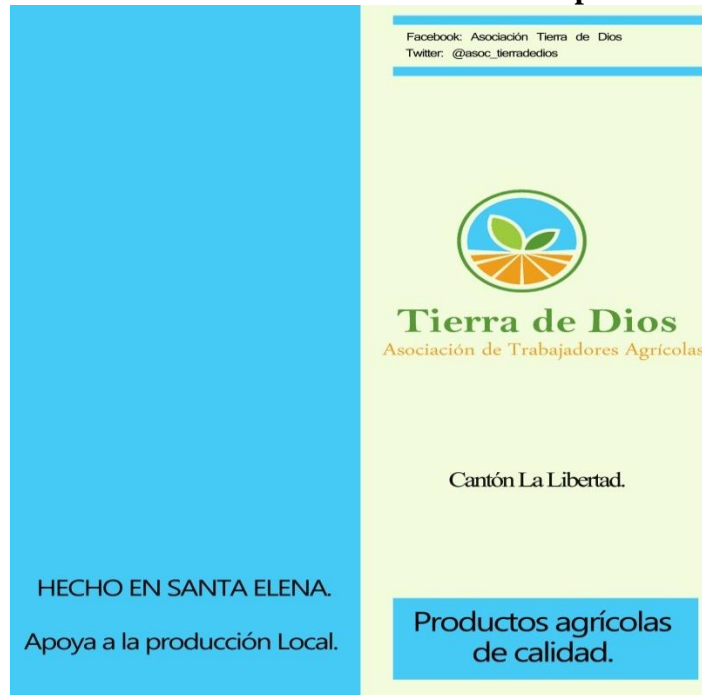 Facebook: Asociación Tierra de Dios
Twitter: @asoc_tierradedios
Tierra de Dios
Asociación de Trabajadores Agrícolas
Cantón La Libertad.
HECHO EN SANTA ELENA.
Apoya a la producción Local.
Productos agrícolas
de calidad.